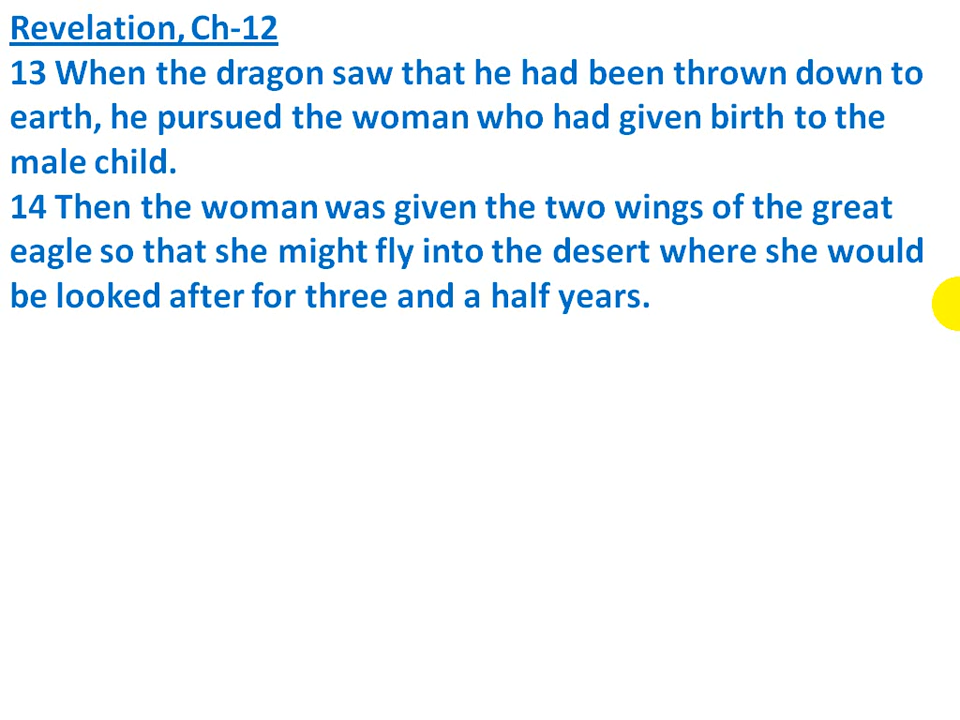 Revelation, Ch-12
13 When the dragon saw that he had been thrown down to
earth, he pursued the woman who had given birth to the
male child.
14 Then the woman was given the two wings of the great
eagle so that she might fly into the desert where she would
be looked after for three and a half years.